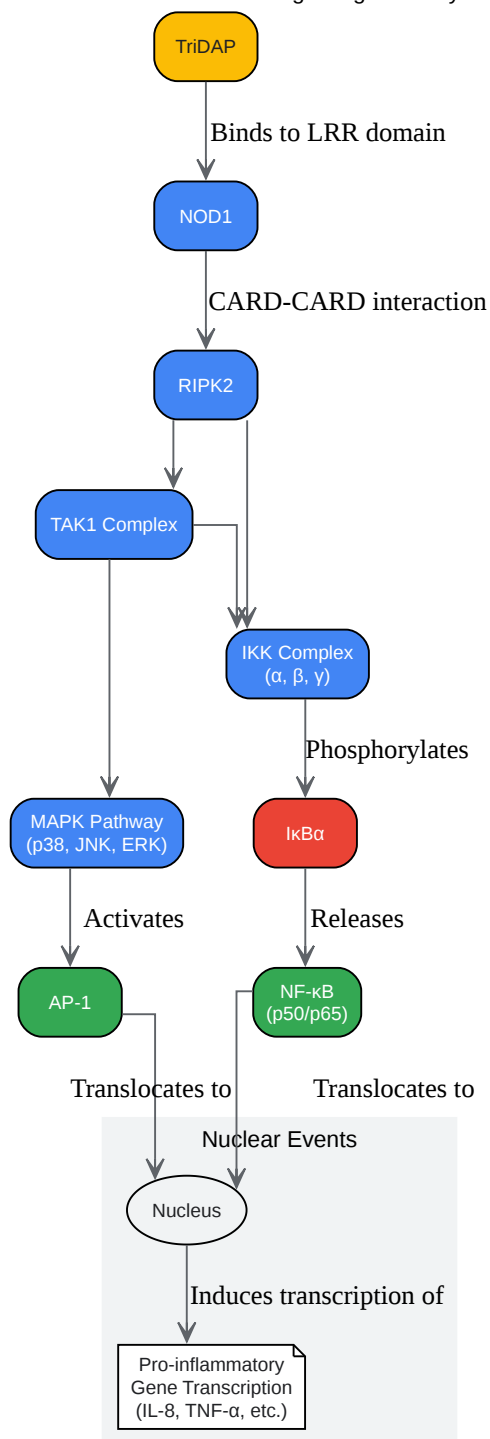 TriDAP
Binds to LRR domain
NOD1
CARD-CARD interaction
RIPK2
TAK1 Complex
IKK Complex
(α, β, γ)
Phosphorylates
MAPK Pathway
(p38, JNK, ERK)
IκBα
Activates
Releases
AP-1
NF-κB
(p50/p65)
Translocates to
Translocates to
Nuclear Events
Nucleus
Induces transcription of
Pro-inflammatory
Gene Transcription
(IL-8, TNF-α, etc.)